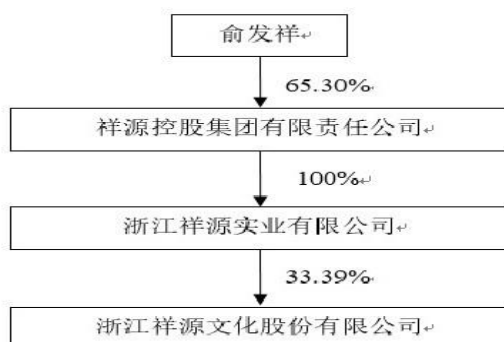 俞发祥
65.30%
祥源控股集团有限责任公司
100%
浙江祥源实业有限公司
33.39%
浙江祥源文化股份有限公司